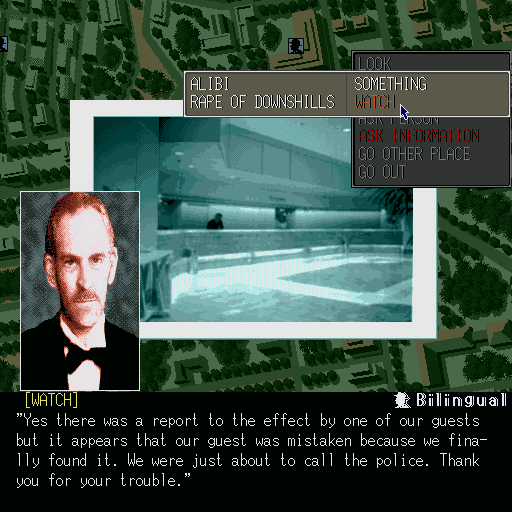 LOOK
ALIBI
SOMETHING
RAPE OF DOWNSHILLS
WATCH
ASK PERSON
ASK INFORMATION
GO OTHER PLACE
GO OUT
[WATCH]
Bilingual
"Yes there was a report to the effect by one of our guests
but it appears that our guest was mistaken because we fina-
lly found it. We were just about to call the police. Thank
you for your trouble."